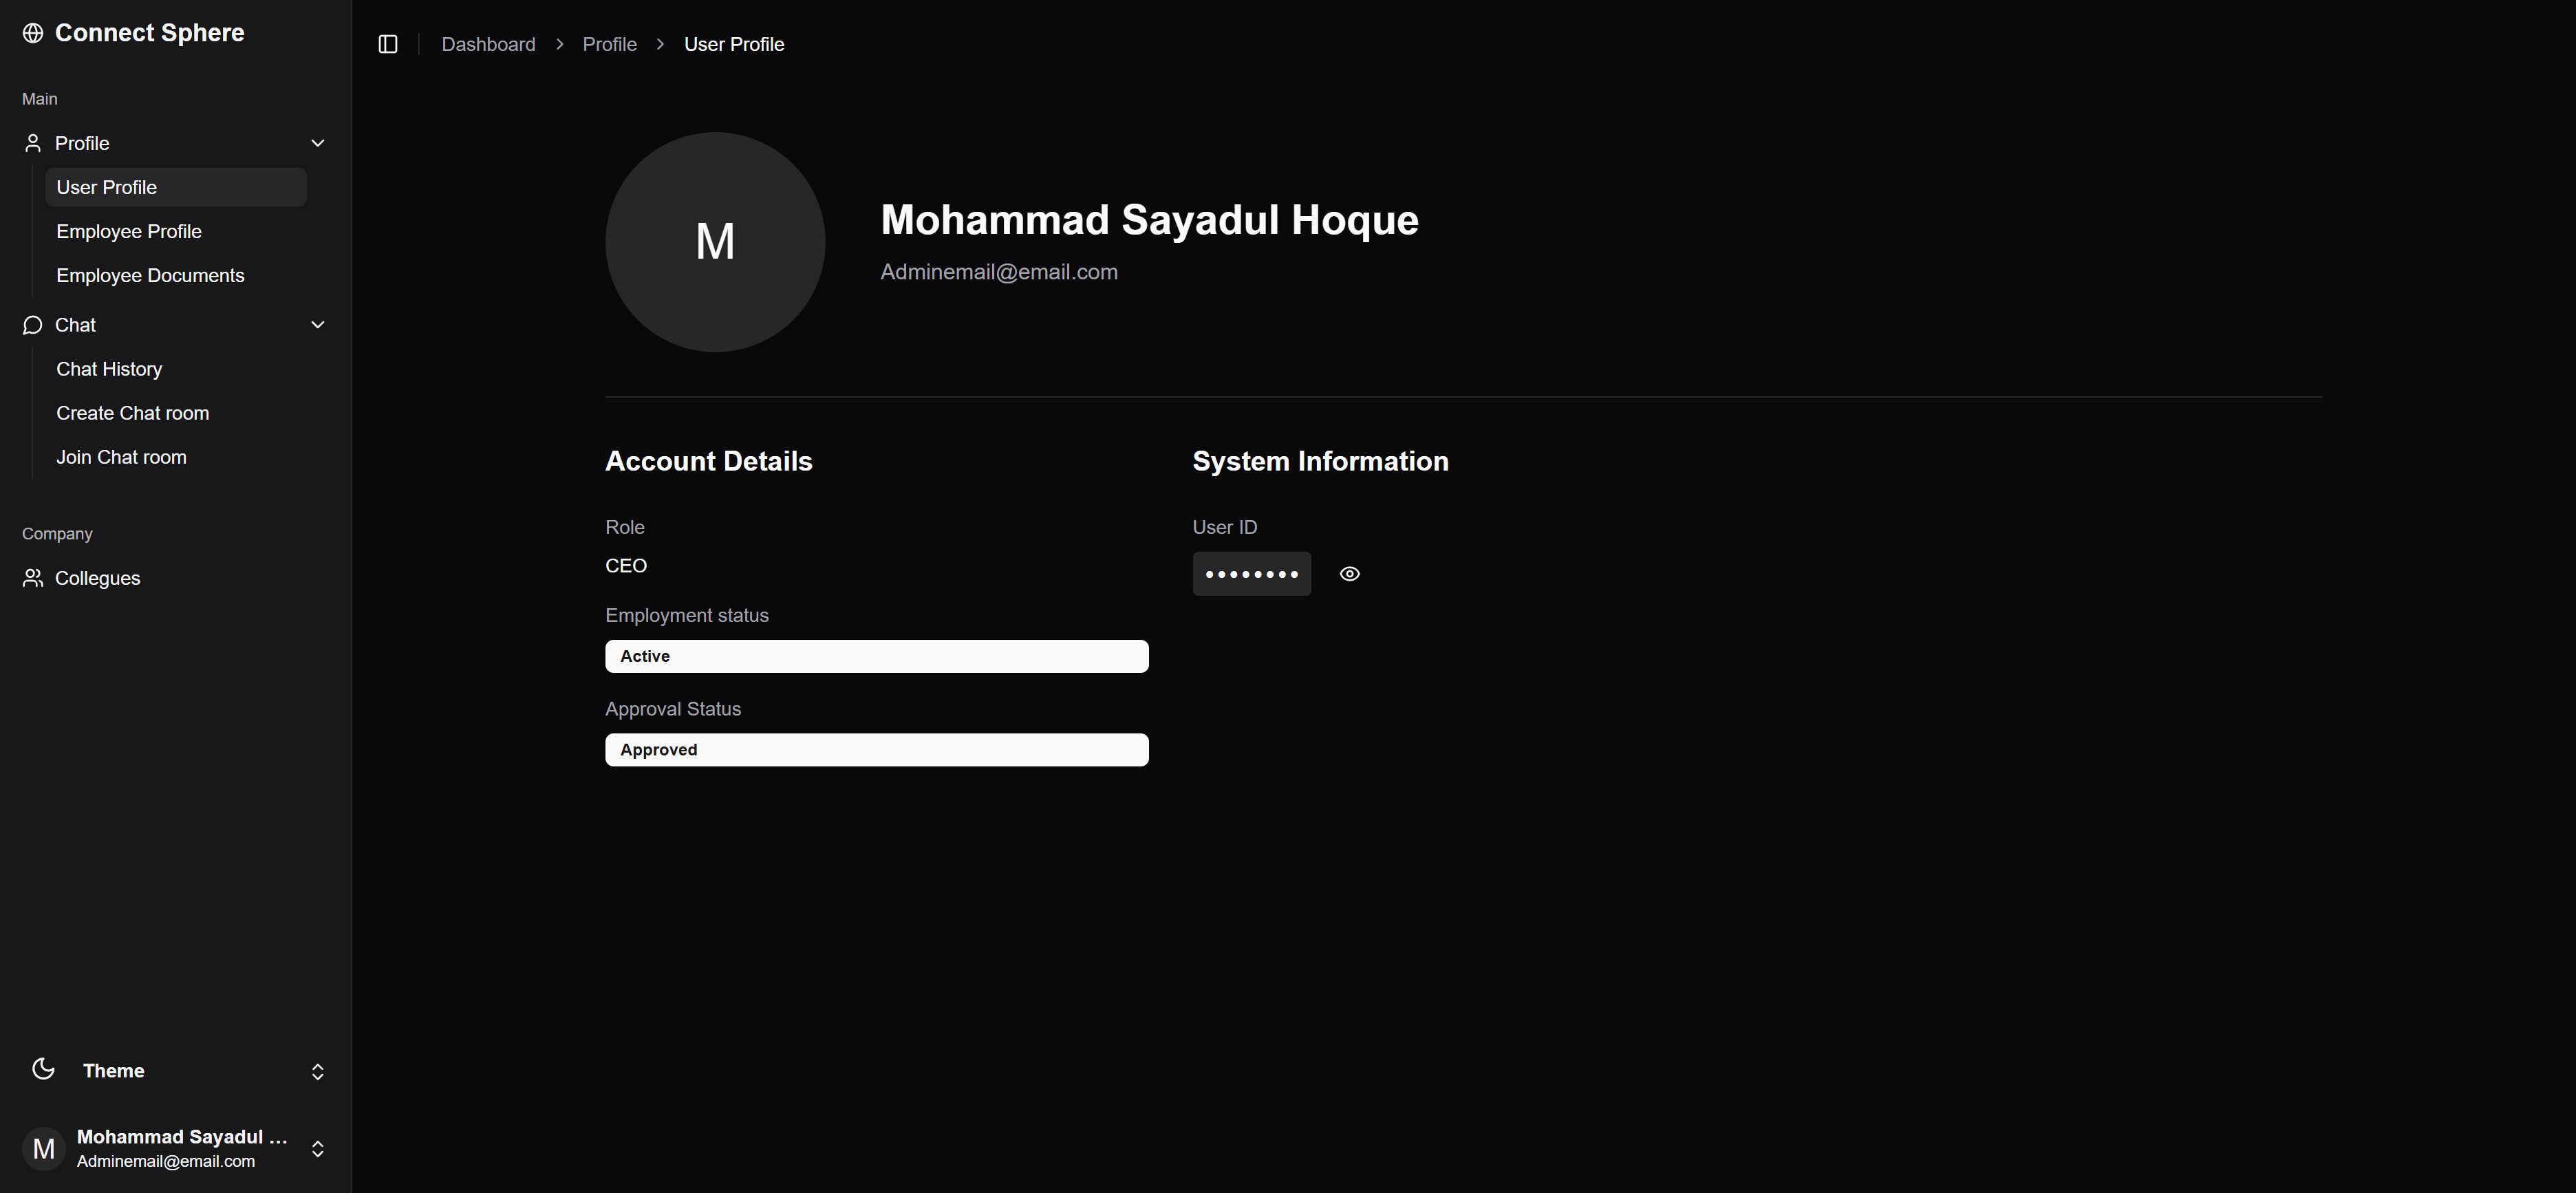 Connect Sphere
Main
Profile
User Profile
Employee Profile
Employee Documents
Chat
Chat History
Create Chat room
Join Chat room
Company
Collegues
Theme
M
Mohammad Sayadul ...
Adminemail@email.com
Dashboard > Profile > User Profile
M
Mohammad Sayadul Hoque
Adminemail@email.com
Account Details
Role
CEO
Employment status
Active
Approval Status
Approved
System Information
User ID
••••••••